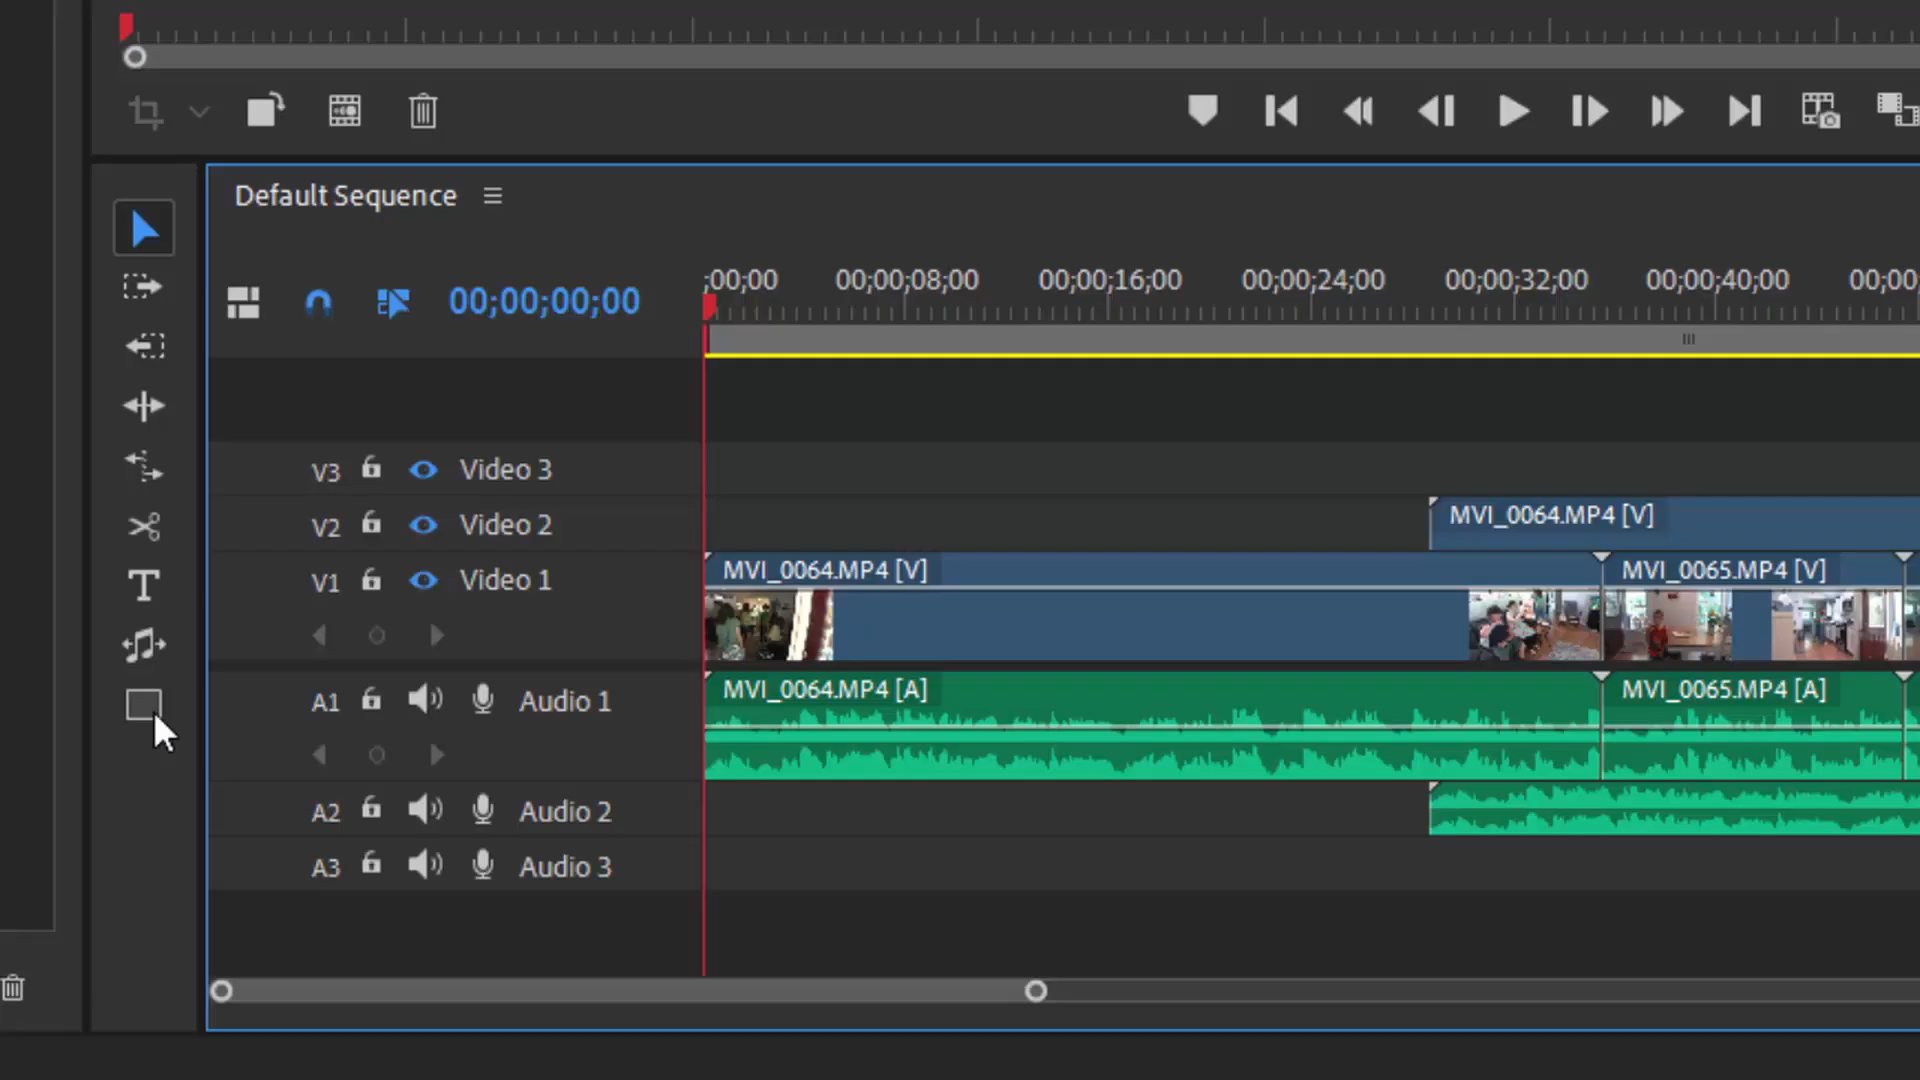 Default Sequence
00;00;00;00
;00;00 00;00;08;00 00;00;16;00 00;00;24;00 00;00;32;00 00;00;40;00 00;00;
V3 Video 3
V2 Video 2
MVI_0064.MP4 [V]
V1 Video 1
MVI_0064.MP4 [V] MVI_0065.MP4 [V]
A1 Audio 1
MVI_0064.MP4 [A] MVI_0065.MP4 [A]
A2 Audio 2
A3 Audio 3